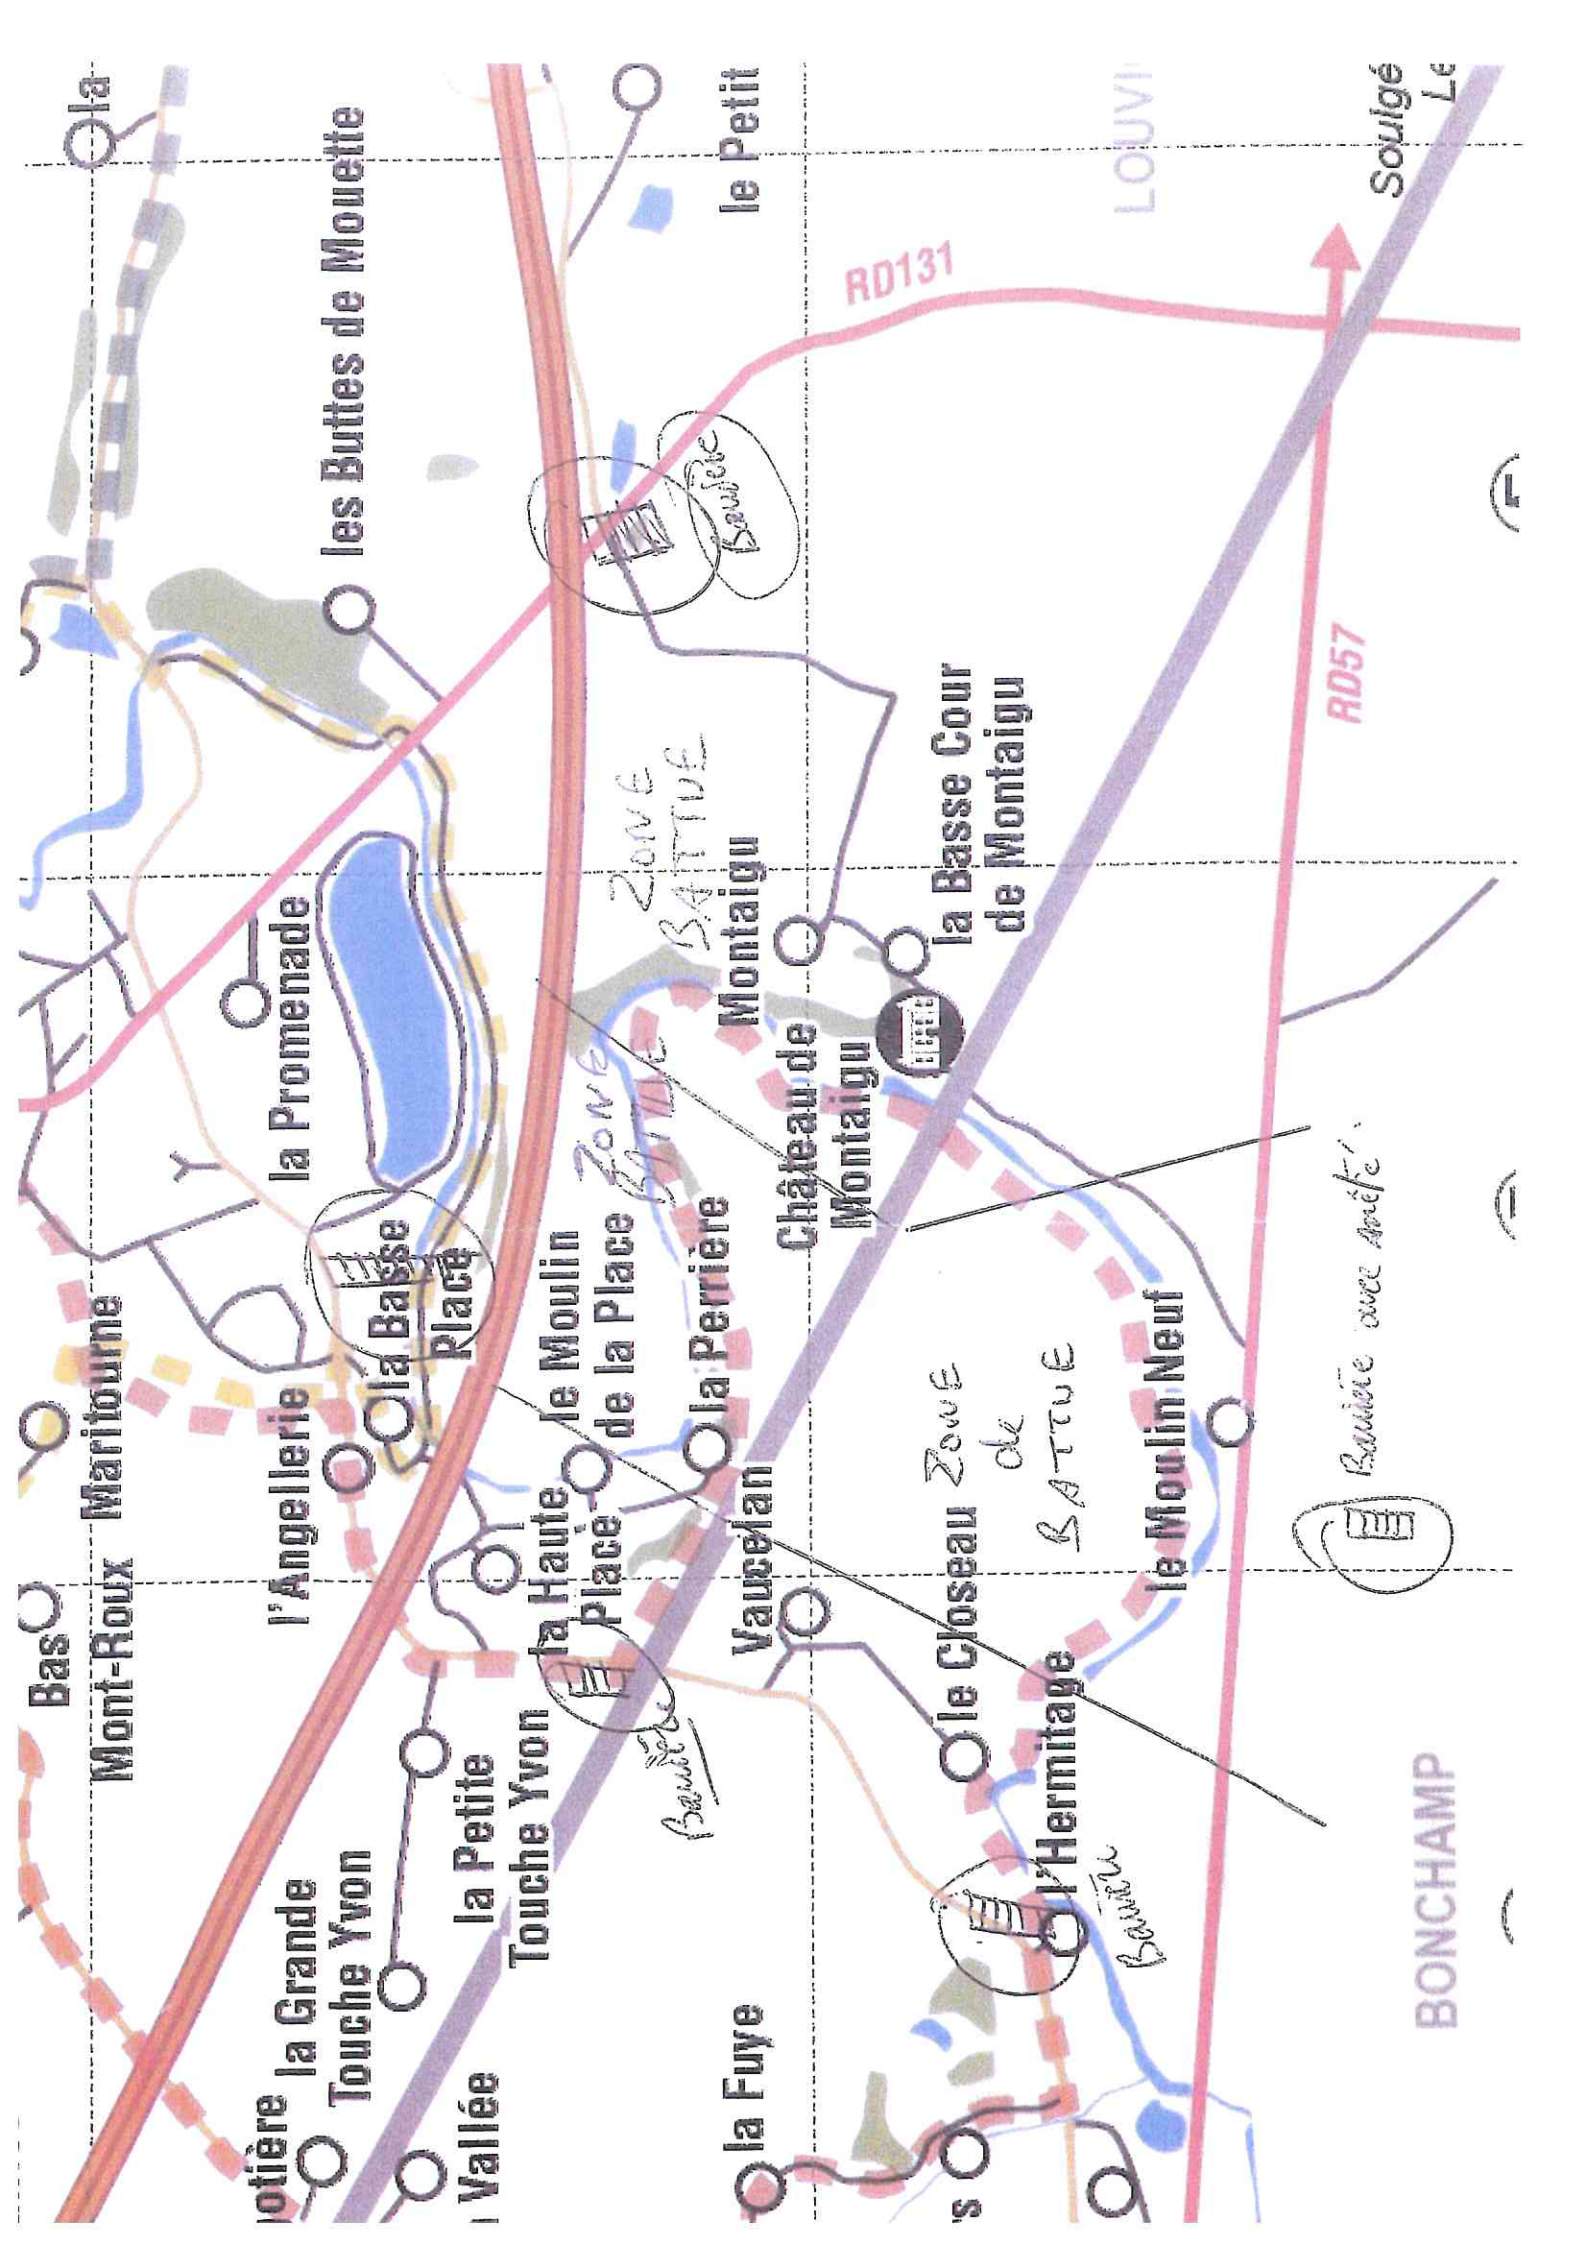 la
les Buttes de Mouette
le Petit
LOUVI
Soulgé
Le
RD131
Barrière
RD57
ZONE
BATTUE
Montaigu
la Basse Cour
de Montaigu
la Promenade
ZONE
BATTUE
Château de
Montaigu
la Basse
Place
le Moulin
de la Place
la Perrière
Maritourne
l'Angellerie
la Haute
Place
Vaucelan
le Closeau
ZONE
de
BATTUE
le Moulin Neuf
Barrière avec arrêté.
Bas
Mont-Roux
la Petite
Touche Yvon
Barrière
l'Hermitage
Barrière
BONCHAMP
la Grande
Touche Yvon
otière
Vallée
la Fuye
s